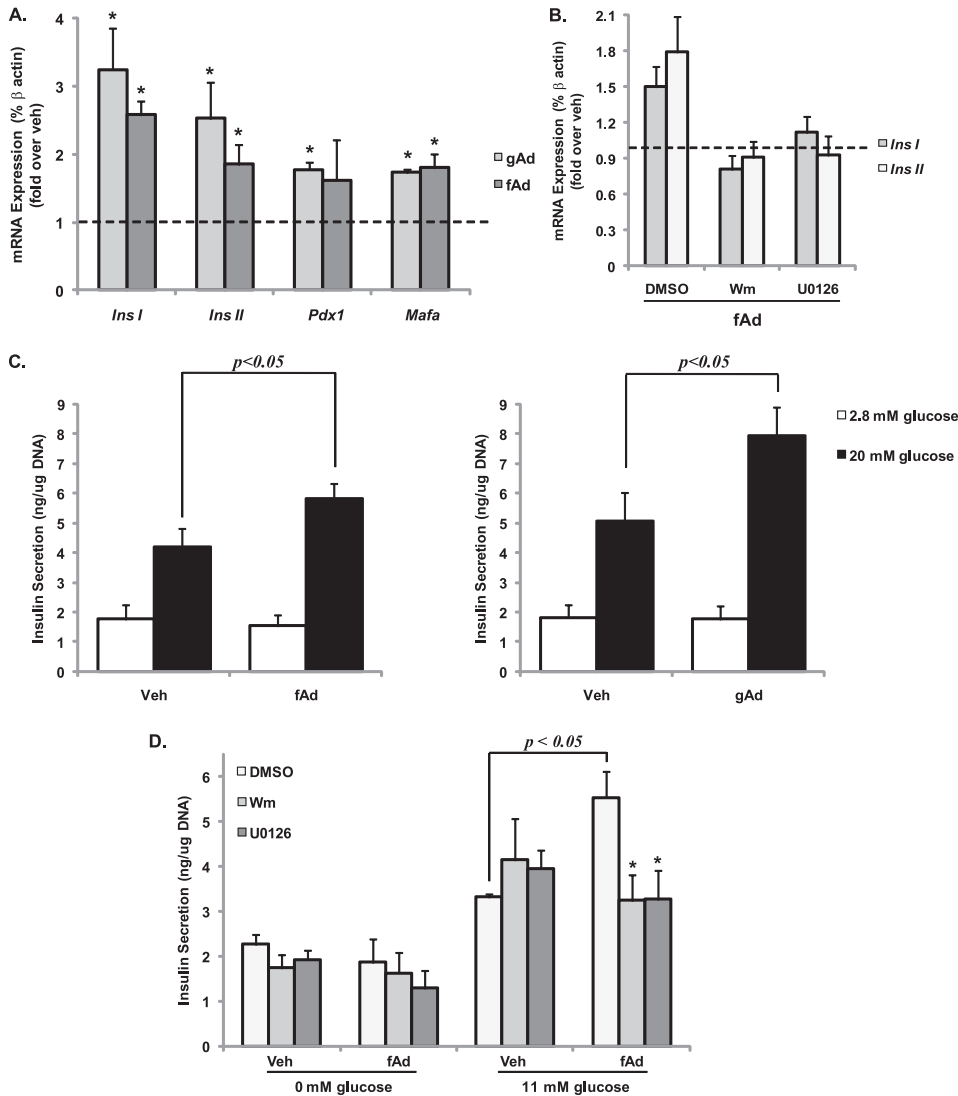 A.
mRNA Expression (% β actin)
(fold over veh)
4
3
2
1
0
*
*
*
*
*
*
*
Ins I
Ins II
Pdx1
Mafa
gAd
fAd
B.
mRNA Expression (% β actin)
(fold over veh)
2.1
1.8
1.5
1.2
0.9
0.6
0.3
0
DMSO
Wm
U0126
fAd
Ins I
Ins II
C.
p<0.05
Insulin Secretion (ng/ug DNA)
9
8
7
6
5
4
3
2
1
0
Veh
fAd
p<0.05
Insulin Secretion (ng/ug DNA)
9
8
7
6
5
4
3
2
1
0
Veh
gAd
2.8 mM glucose
20 mM glucose
D.
p < 0.05
DMSO
Wm
U0126
Insulin Secretion (ng/ug DNA)
6
5
4
3
2
1
0
*
*
Veh
fAd
Veh
fAd
0 mM glucose
11 mM glucose